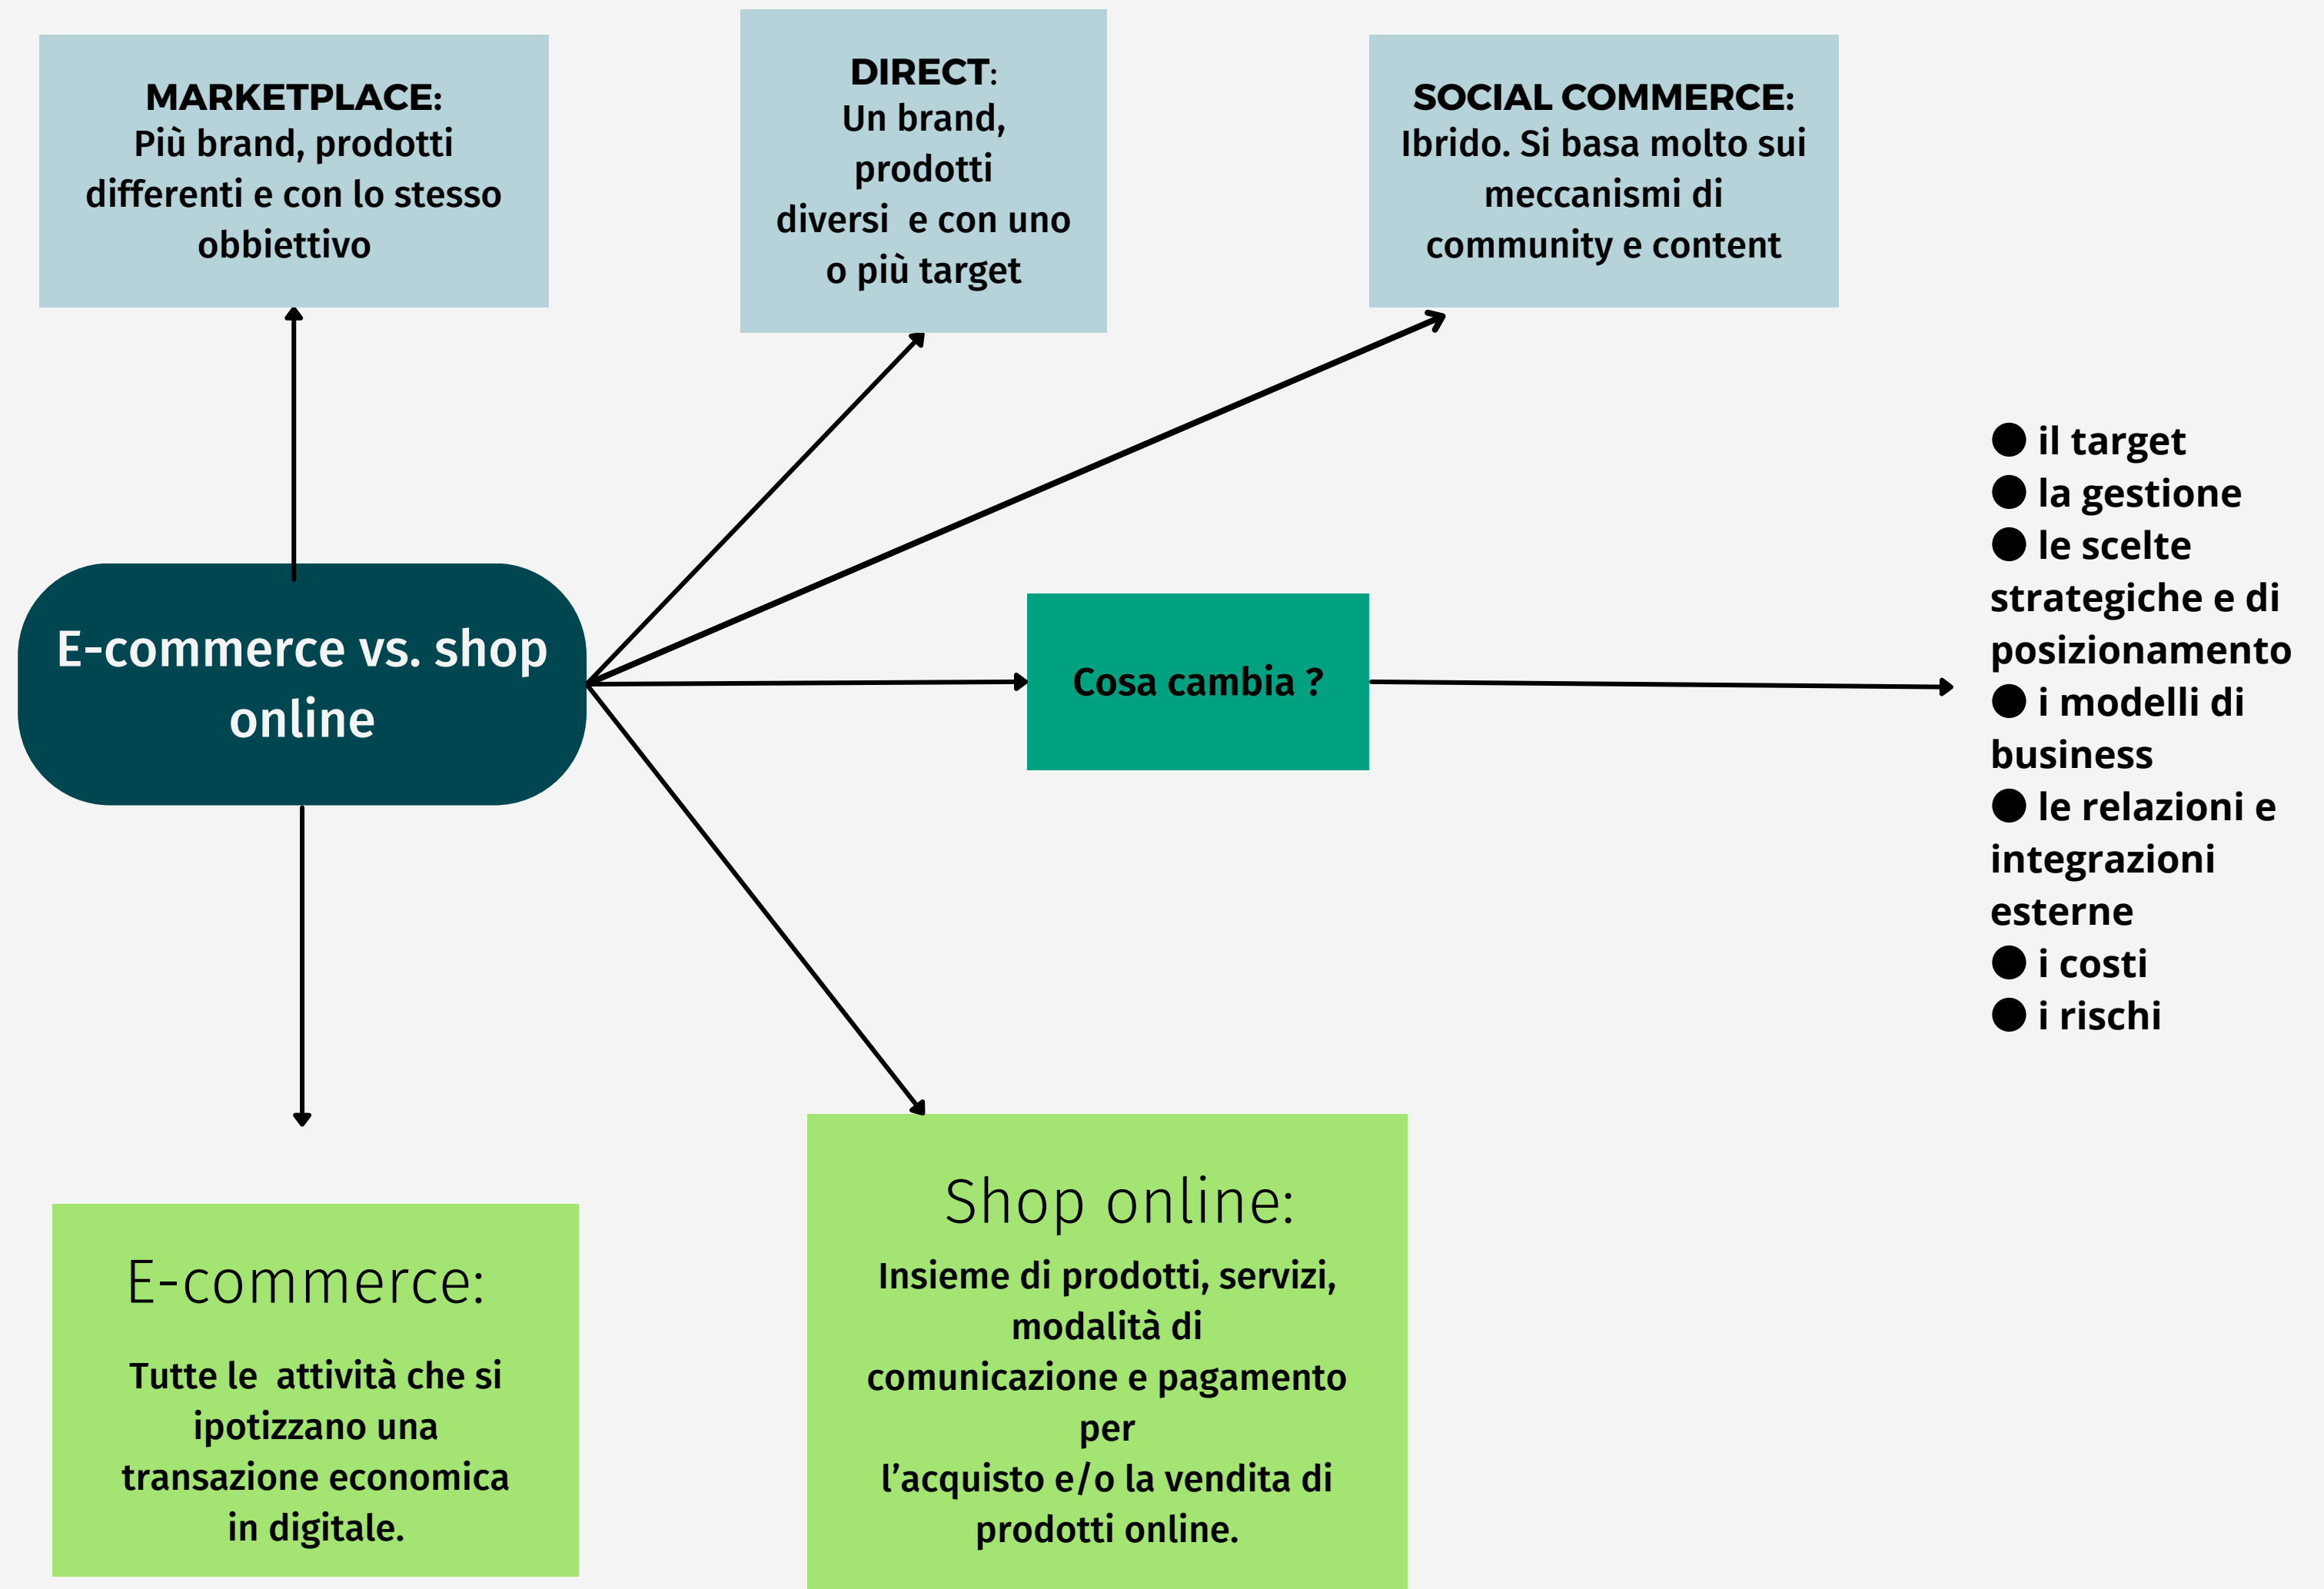 MARKETPLACE:
Più brand, prodotti
differenti e con lo stesso
obbiettivo
DIRECT:
Un brand,
prodotti
diversi  e con uno
o più target
SOCIAL COMMERCE:
Ibrido. Si basa molto sui
meccanismi di
community e content
E-commerce vs. shop
online
Cosa cambia ?
● il target
● la gestione
● le scelte
strategiche e di
posizionamento
● i modelli di
business
● le relazioni e
integrazioni
esterne
● i costi
● i rischi
E-commerce:
Tutte le  attività che si
ipotizzano una
transazione economica
in digitale.
Shop online:
Insieme di prodotti, servizi,
modalità di
comunicazione e pagamento
per
l’acquisto e/o la vendita di
prodotti online.